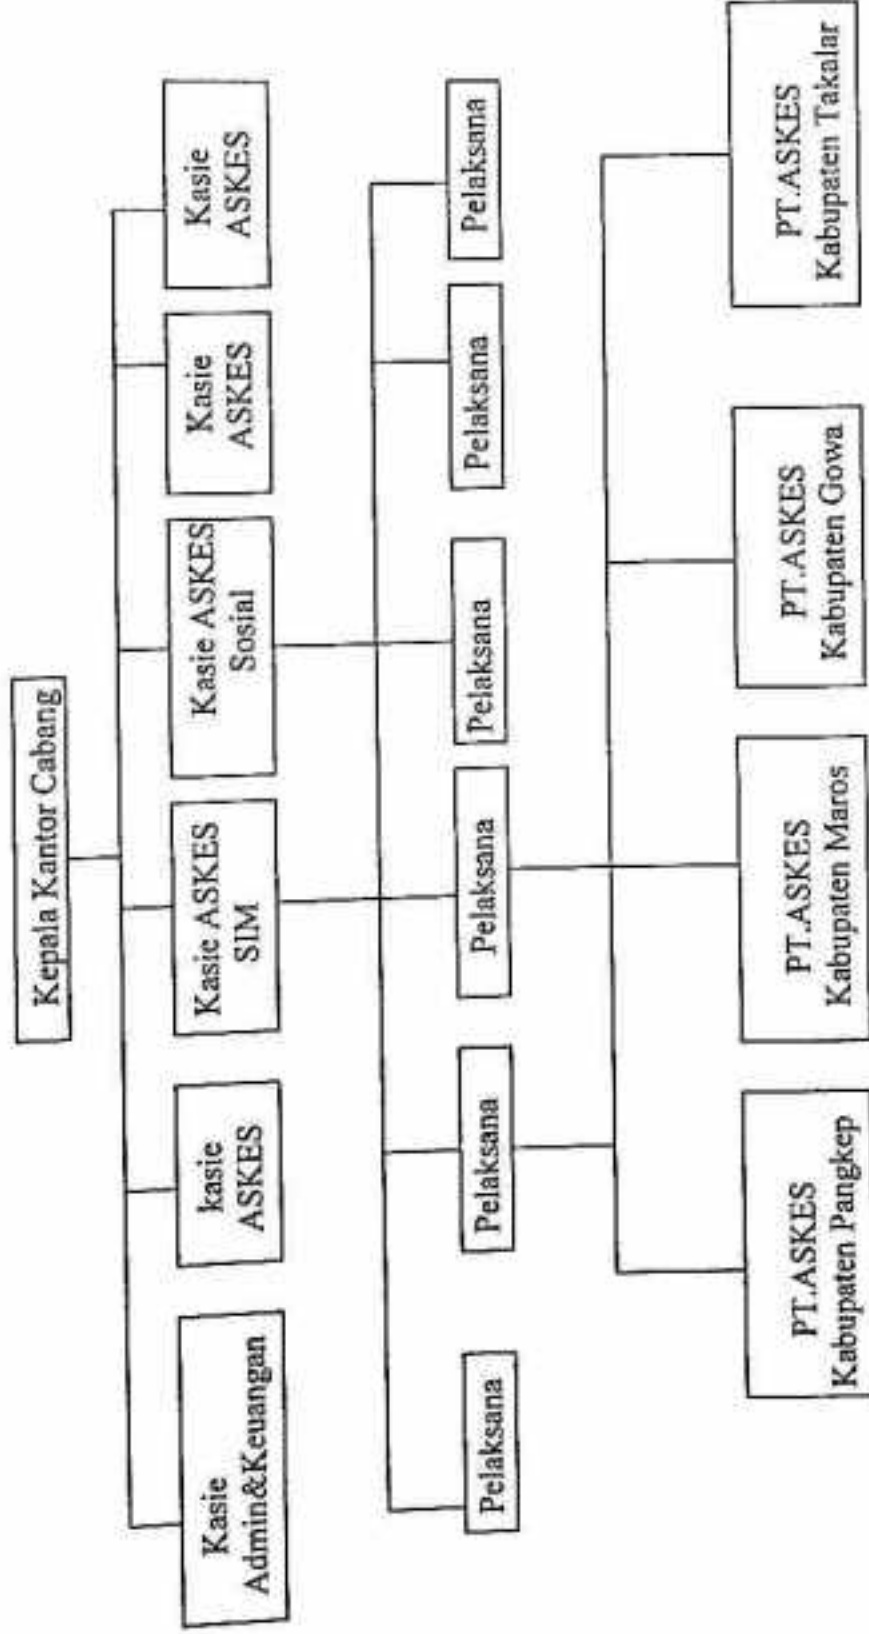 Kepala Kantor Cabang
Kasie
Admin&Keuangan
kasie
ASKES
Kasie ASKES
SIM
Kasie ASKES
Sosial
Kasie
ASKES
Kasie
ASKES
Pelaksana
Pelaksana
Pelaksana
Pelaksana
Pelaksana
Pelaksana
PT.ASKES
Kabupaten Pangkep
PT.ASKES
Kabupaten Maros
PT.ASKES
Kabupaten Gowa
PT.ASKES
Kabupaten Takalar